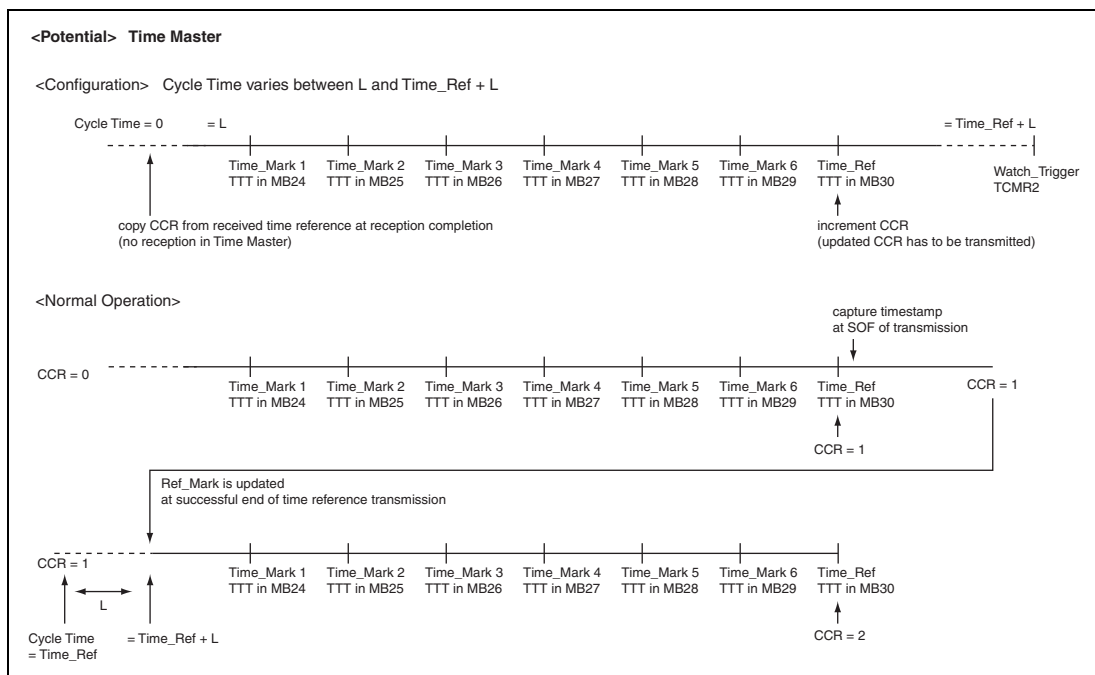 <Potential> Time Master
<Configuration> Cycle Time varies between L and Time_Ref + L
Cycle Time = 0 = L = Time_Ref + L
Time_Mark 1 Time_Mark 2 Time_Mark 3 Time_Mark 4 Time_Mark 5 Time_Mark 6 Time_Ref
TTT in MB24 TTT in MB25 TTT in MB26 TTT in MB27 TTT in MB28 TTT in MB29 TTT in MB30
Watch_Trigger
TCMR2
copy CCR from received time reference at reception completion
(no reception in Time Master)
increment CCR
(updated CCR has to be transmitted)
<Normal Operation>
capture timestamp
at SOF of transmission
CCR = 0
Time_Mark 1 Time_Mark 2 Time_Mark 3 Time_Mark 4 Time_Mark 5 Time_Mark 6 Time_Ref
TTT in MB24 TTT in MB25 TTT in MB26 TTT in MB27 TTT in MB28 TTT in MB29 TTT in MB30
CCR = 1
CCR = 1
Ref_Mark is updated
at successful end of time reference transmission
CCR = 1
Time_Mark 1 Time_Mark 2 Time_Mark 3 Time_Mark 4 Time_Mark 5 Time_Mark 6 Time_Ref
TTT in MB24 TTT in MB25 TTT in MB26 TTT in MB27 TTT in MB28 TTT in MB29 TTT in MB30
L
Cycle Time
= Time_Ref
= Time_Ref + L
CCR = 2